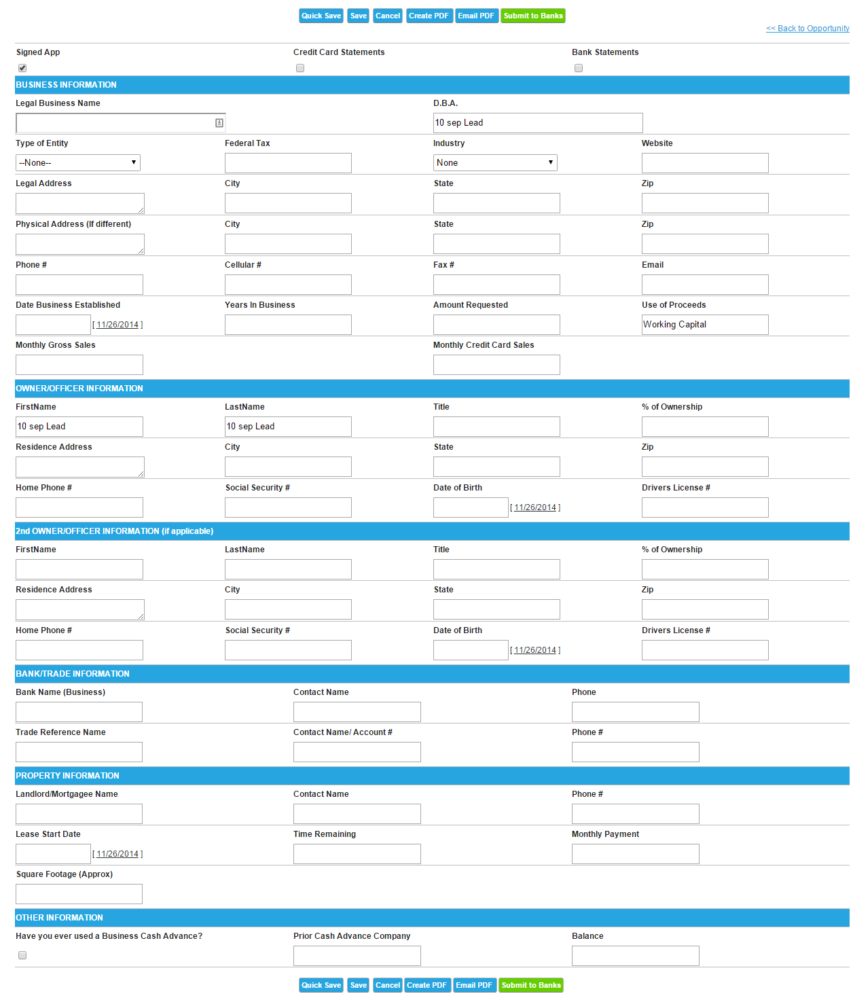 Quick Save Save Cancel Create PDF Email PDF Submit to Banks
<< Back to Opportunity
Signed App Credit Card Statements Bank Statements
BUSINESS INFORMATION
Legal Business Name D.B.A.
10 sep Lead
Type of Entity Federal Tax Industry Website
--None-- None
Legal Address City State Zip
Physical Address (If different) City State Zip
Phone # Cellular # Fax # Email
Date Business Established Years In Business Amount Requested Use of Proceeds
[ 11/26/2014 ] Working Capital
Monthly Gross Sales Monthly Credit Card Sales
OWNER/OFFICER INFORMATION
FirstName LastName Title % of Ownership
10 sep Lead 10 sep Lead
Residence Address City State Zip
Home Phone # Social Security # Date of Birth Drivers License #
[ 11/26/2014 ]
2nd OWNER/OFFICER INFORMATION (if applicable)
FirstName LastName Title % of Ownership
Residence Address City State Zip
Home Phone # Social Security # Date of Birth Drivers License #
[ 11/26/2014 ]
BANK/TRADE INFORMATION
Bank Name (Business) Contact Name Phone
Trade Reference Name Contact Name/ Account # Phone #
PROPERTY INFORMATION
Landlord/Mortgagee Name Contact Name Phone #
Lease Start Date Time Remaining Monthly Payment
[ 11/26/2014 ]
Square Footage (Approx)
OTHER INFORMATION
Have you ever used a Business Cash Advance? Prior Cash Advance Company Balance
Quick Save Save Cancel Create PDF Email PDF Submit to Banks